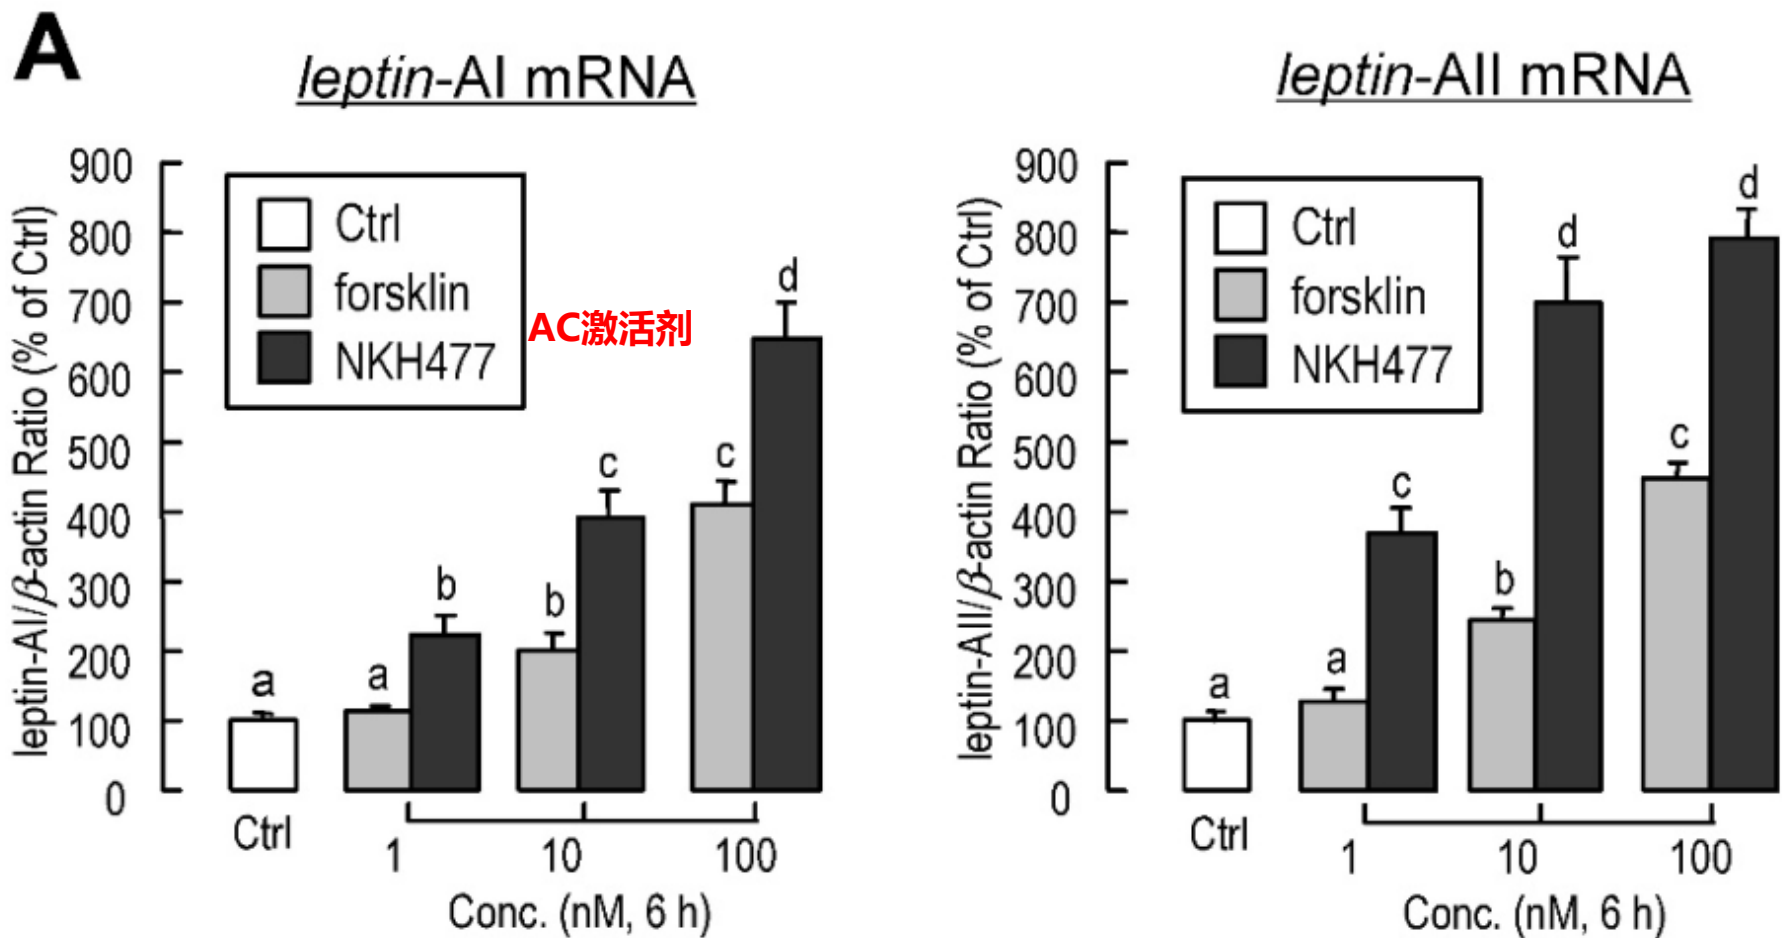 A
leptin-AI mRNA
leptin-AI/β-actin Ratio (% of Ctrl)
900
800
700
600
500
400
300
200
100
0
Ctrl
forsklin
NKH477
AC激活剂
a
a
b
b
c
c
d
Ctrl
1
10
100
Conc. (nM, 6 h)
leptin-AII mRNA
leptin-AII/β-actin Ratio (% of Ctrl)
900
800
700
600
500
400
300
200
100
0
Ctrl
forsklin
NKH477
a
a
c
b
d
c
d
Ctrl
1
10
100
Conc. (nM, 6 h)